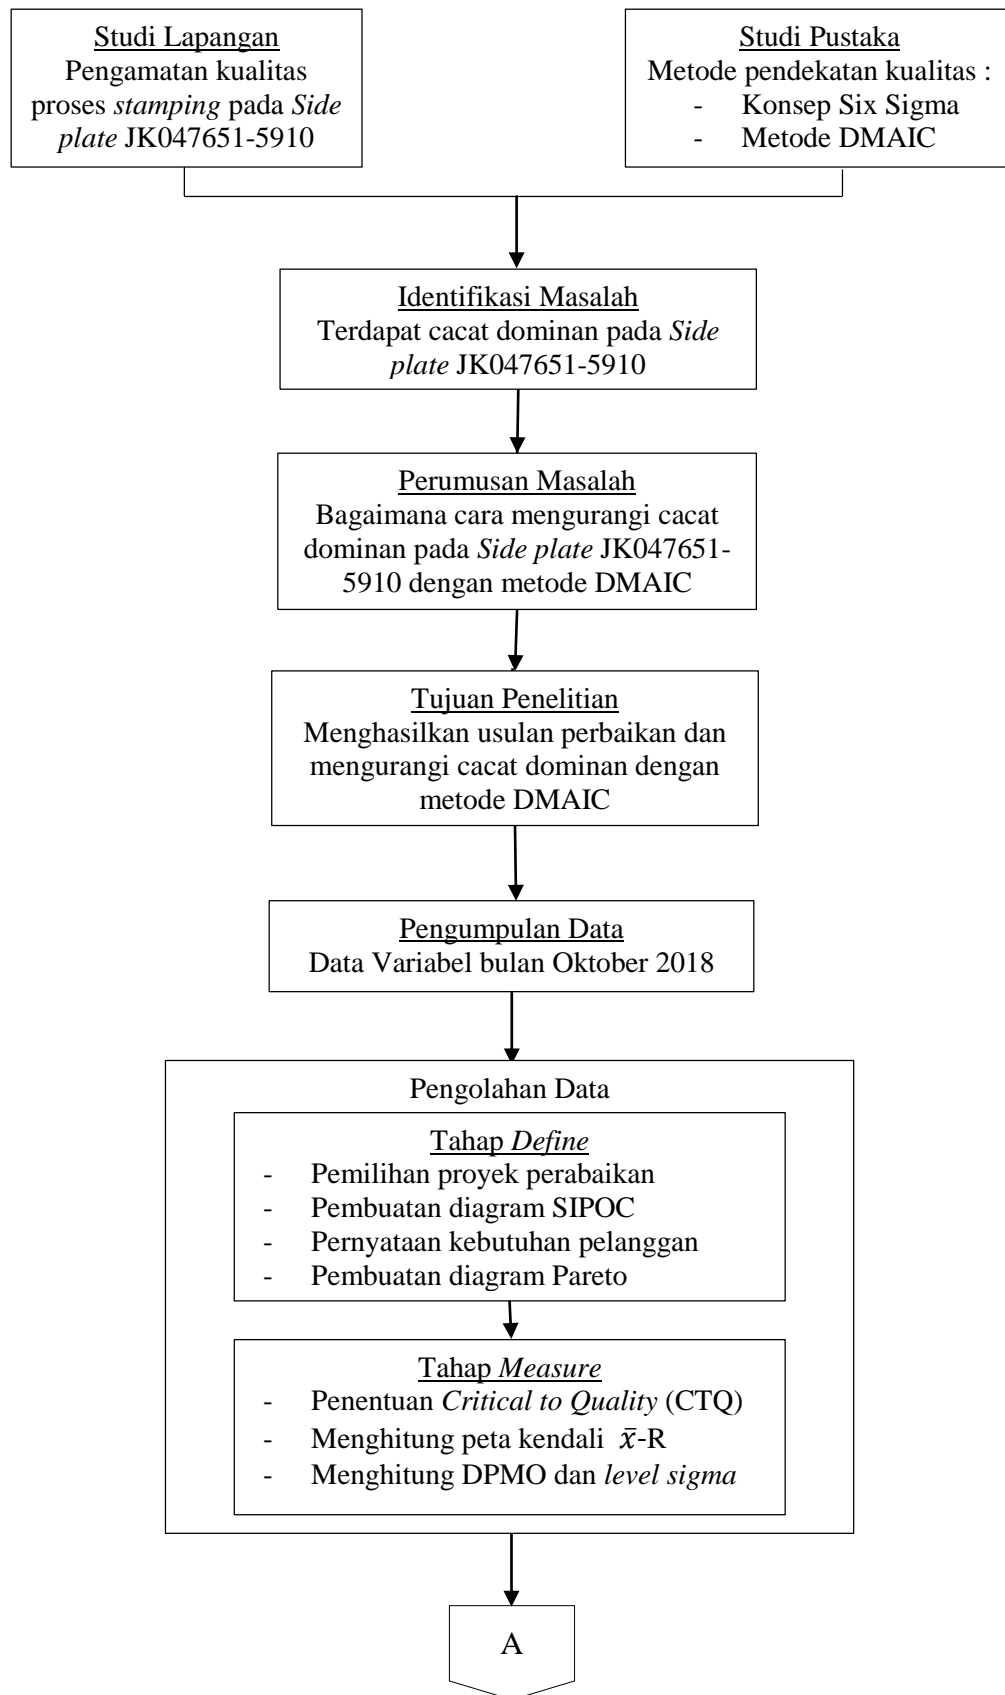 Studi Lapangan
Pengamatan kualitas
proses stamping pada Side
plate JK047651-5910
Studi Pustaka
Metode pendekatan kualitas :
- Konsep Six Sigma
- Metode DMAIC
Identifikasi Masalah
Terdapat cacat dominan pada Side
plate JK047651-5910
Perumusan Masalah
Bagaimana cara mengurangi cacat
dominan pada Side plate JK047651-
5910 dengan metode DMAIC
Tujuan Penelitian
Menghasilkan usulan perbaikan dan
mengurangi cacat dominan dengan
metode DMAIC
Pengumpulan Data
Data Variabel bulan Oktober 2018
Pengolahan Data
Tahap Define
- Pemilihan proyek perabaikan
- Pembuatan diagram SIPOC
- Pernyataan kebutuhan pelanggan
- Pembuatan diagram Pareto
Tahap Measure
- Penentuan Critical to Quality (CTQ)
- Menghitung peta kendali x̄-R
- Menghitung DPMO dan level sigma
A